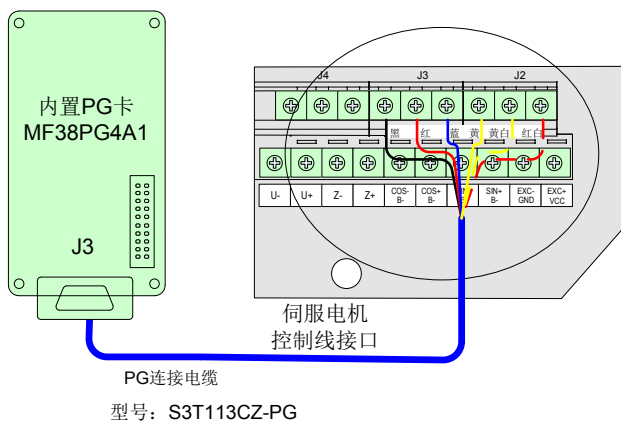 内置PG卡
MF38PG4A1
J3
J4 J3 J2
黑 红 蓝 黄 黄白 红白
U- U+ Z- Z+ COS- COS+ SIN+ EXC- EXC+
B- B- B- GND VCC
伺服电机
控制线接口
PG连接电缆
型号：S3T113CZ-PG